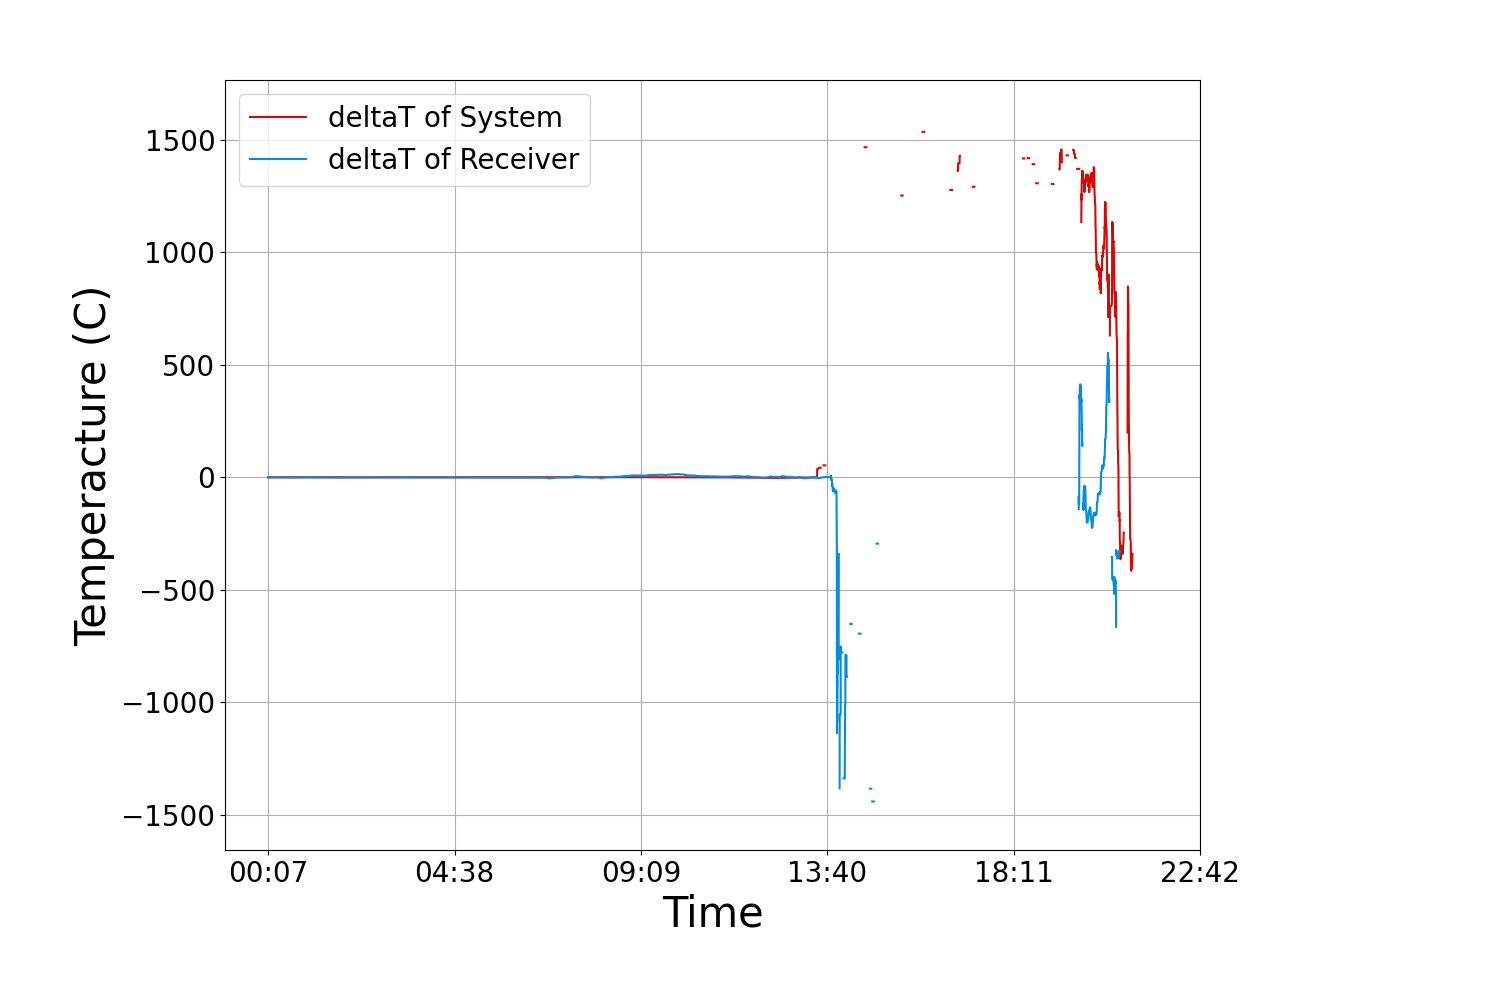 deltaT of System
deltaT of Receiver
1500
1000
500
0
−500
−1000
−1500
Temperacture (C)
00:07 04:38 09:09 13:40 18:11 22:42
Time